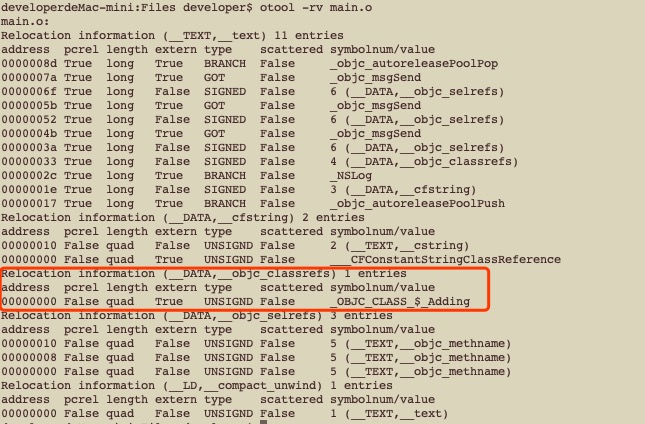 developerdeMac-mini:Files developer$ otool -rv main.o
main.o:
Relocation information (__TEXT,__text) 11 entries
address  pcrel length extern type    scattered symbolnum/value
0000008d True  long   True   BRANCH  False     _objc_autoreleasePoolPop
0000007a True  long   True   GOT     False     _objc_msgSend
0000006f True  long   False  SIGNED  False     6 (__DATA,__objc_selrefs)
0000005b True  long   True   GOT     False     _objc_msgSend
00000052 True  long   False  SIGNED  False     6 (__DATA,__objc_selrefs)
0000004b True  long   True   GOT     False     _objc_msgSend
0000003a True  long   False  SIGNED  False     6 (__DATA,__objc_selrefs)
00000033 True  long   False  SIGNED  False     4 (__DATA,__objc_classrefs)
0000002c True  long   True   BRANCH  False     _NSLog
0000001e True  long   False  SIGNED  False     3 (__DATA,__cfstring)
00000017 True  long   True   BRANCH  False     _objc_autoreleasePoolPush
Relocation information (__DATA,__cfstring) 2 entries
address  pcrel length extern type    scattered symbolnum/value
00000010 False quad   False  UNSIGND False     2 (__TEXT,__cstring)
00000000 False quad   True   UNSIGND False     ___CFConstantStringClassReference
Relocation information (__DATA,__objc_classrefs) 1 entries
address  pcrel length extern type    scattered symbolnum/value
00000000 False quad   True   UNSIGND False     _OBJC_CLASS_$_Adding
Relocation information (__DATA,__objc_selrefs) 3 entries
address  pcrel length extern type    scattered symbolnum/value
00000010 False quad   False  UNSIGND False     5 (__TEXT,__objc_methname)
00000008 False quad   False  UNSIGND False     5 (__TEXT,__objc_methname)
00000000 False quad   False  UNSIGND False     5 (__TEXT,__objc_methname)
Relocation information (__LD,__compact_unwind) 1 entries
address  pcrel length extern type    scattered symbolnum/value
00000000 False quad   False  UNSIGND False     1 (__TEXT,__text)